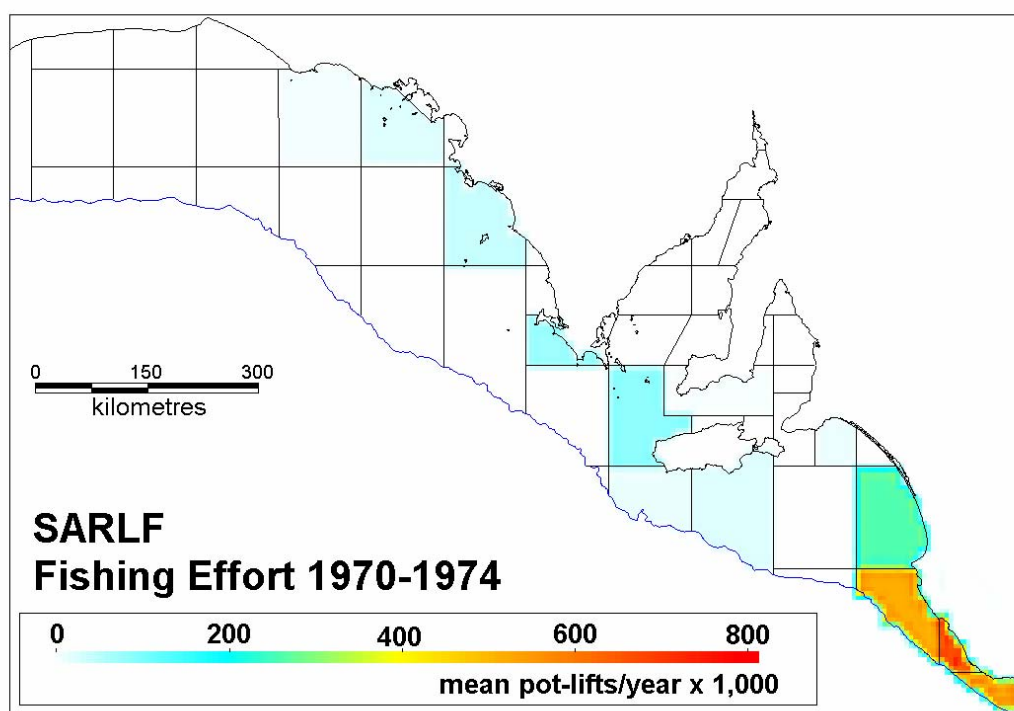 0 150 300
kilometres
SARLF
Fishing Effort 1970-1974
0 200 400 600 800
mean pot-lifts/year x 1,000